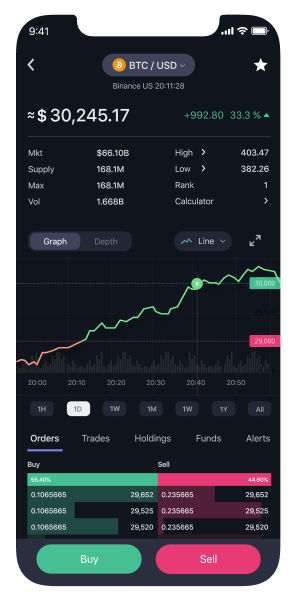 9:41
BTC / USD
Binance US 20:11:28
≈$ 30,245.17 +992.80 33.3 %
Mkt $66.10B High 403.47
Supply 168.1M Low 382.26
Max 168.1M Rank 1
Vol 1.668B Calculator
Graph Depth Line
30,000
29,000
20:00 20:10 20:20 20:30 20:40 20:50
1H 1D 1W 1M 1W 1Y All
Orders Trades Holdings Funds Alerts
Buy Sell
55.40% 44.60%
0.1065665 29,652 0.235665 29,652
0.1065665 29,525 0.235665 29,525
0.1065665 29,520 0.235665 29,520
Buy Sell